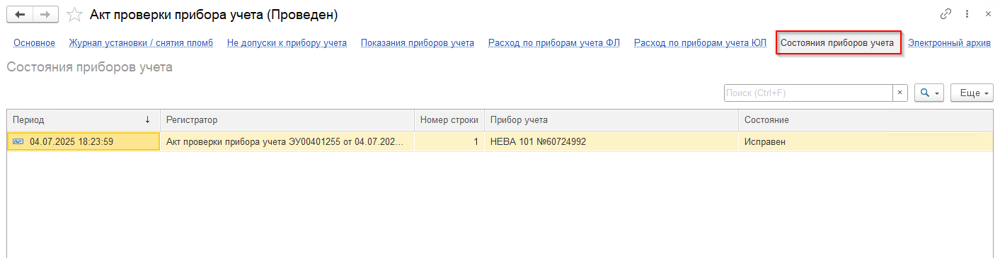 Акт проверки прибора учета (Проведен)
Основное Журнал установки / снятия пломб Не допуски к прибору учета Показания приборов учета Расход по приборам учета ФЛ Расход по приборам учета ЮЛ Состояния приборов учета Электронный архив
Состояния приборов учета
Поиск (Ctrl+F) Еще
Период Регистратор Номер строки Прибор учета Состояние
04.07.2025 18:23:59 Акт проверки прибора учета ЭУ00401255 от 04.07.202... 1 НЕВА 101 №60724992 Исправен